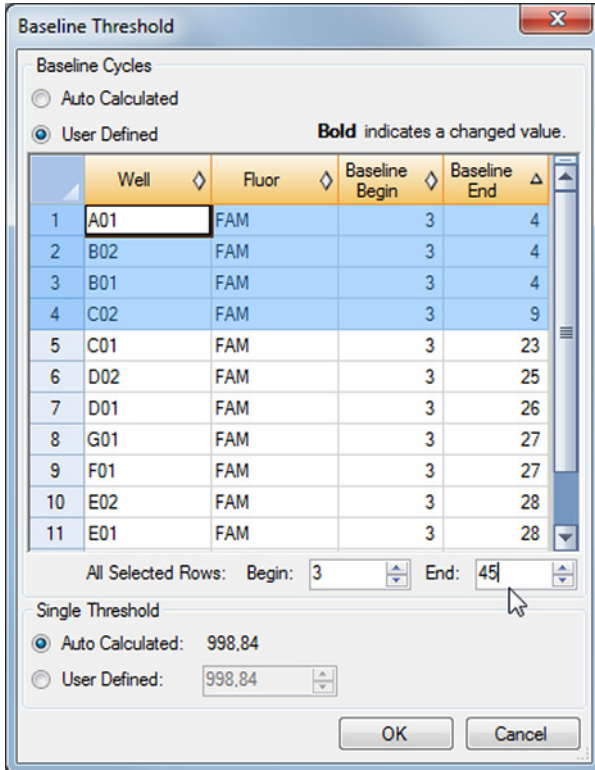 Baseline Threshold
Baseline Cycles
Auto Calculated
User Defined Bold indicates a changed value.
Well Fluor Baseline Begin Baseline End
1 A01 FAM 3 4
2 B02 FAM 3 4
3 B01 FAM 3 4
4 C02 FAM 3 9
5 C01 FAM 3 23
6 D02 FAM 3 25
7 D01 FAM 3 26
8 G01 FAM 3 27
9 F01 FAM 3 27
10 E02 FAM 3 28
11 E01 FAM 3 28
All Selected Rows: Begin: 3 End: 45
Single Threshold
Auto Calculated: 998,84
User Defined: 998,84
OK Cancel